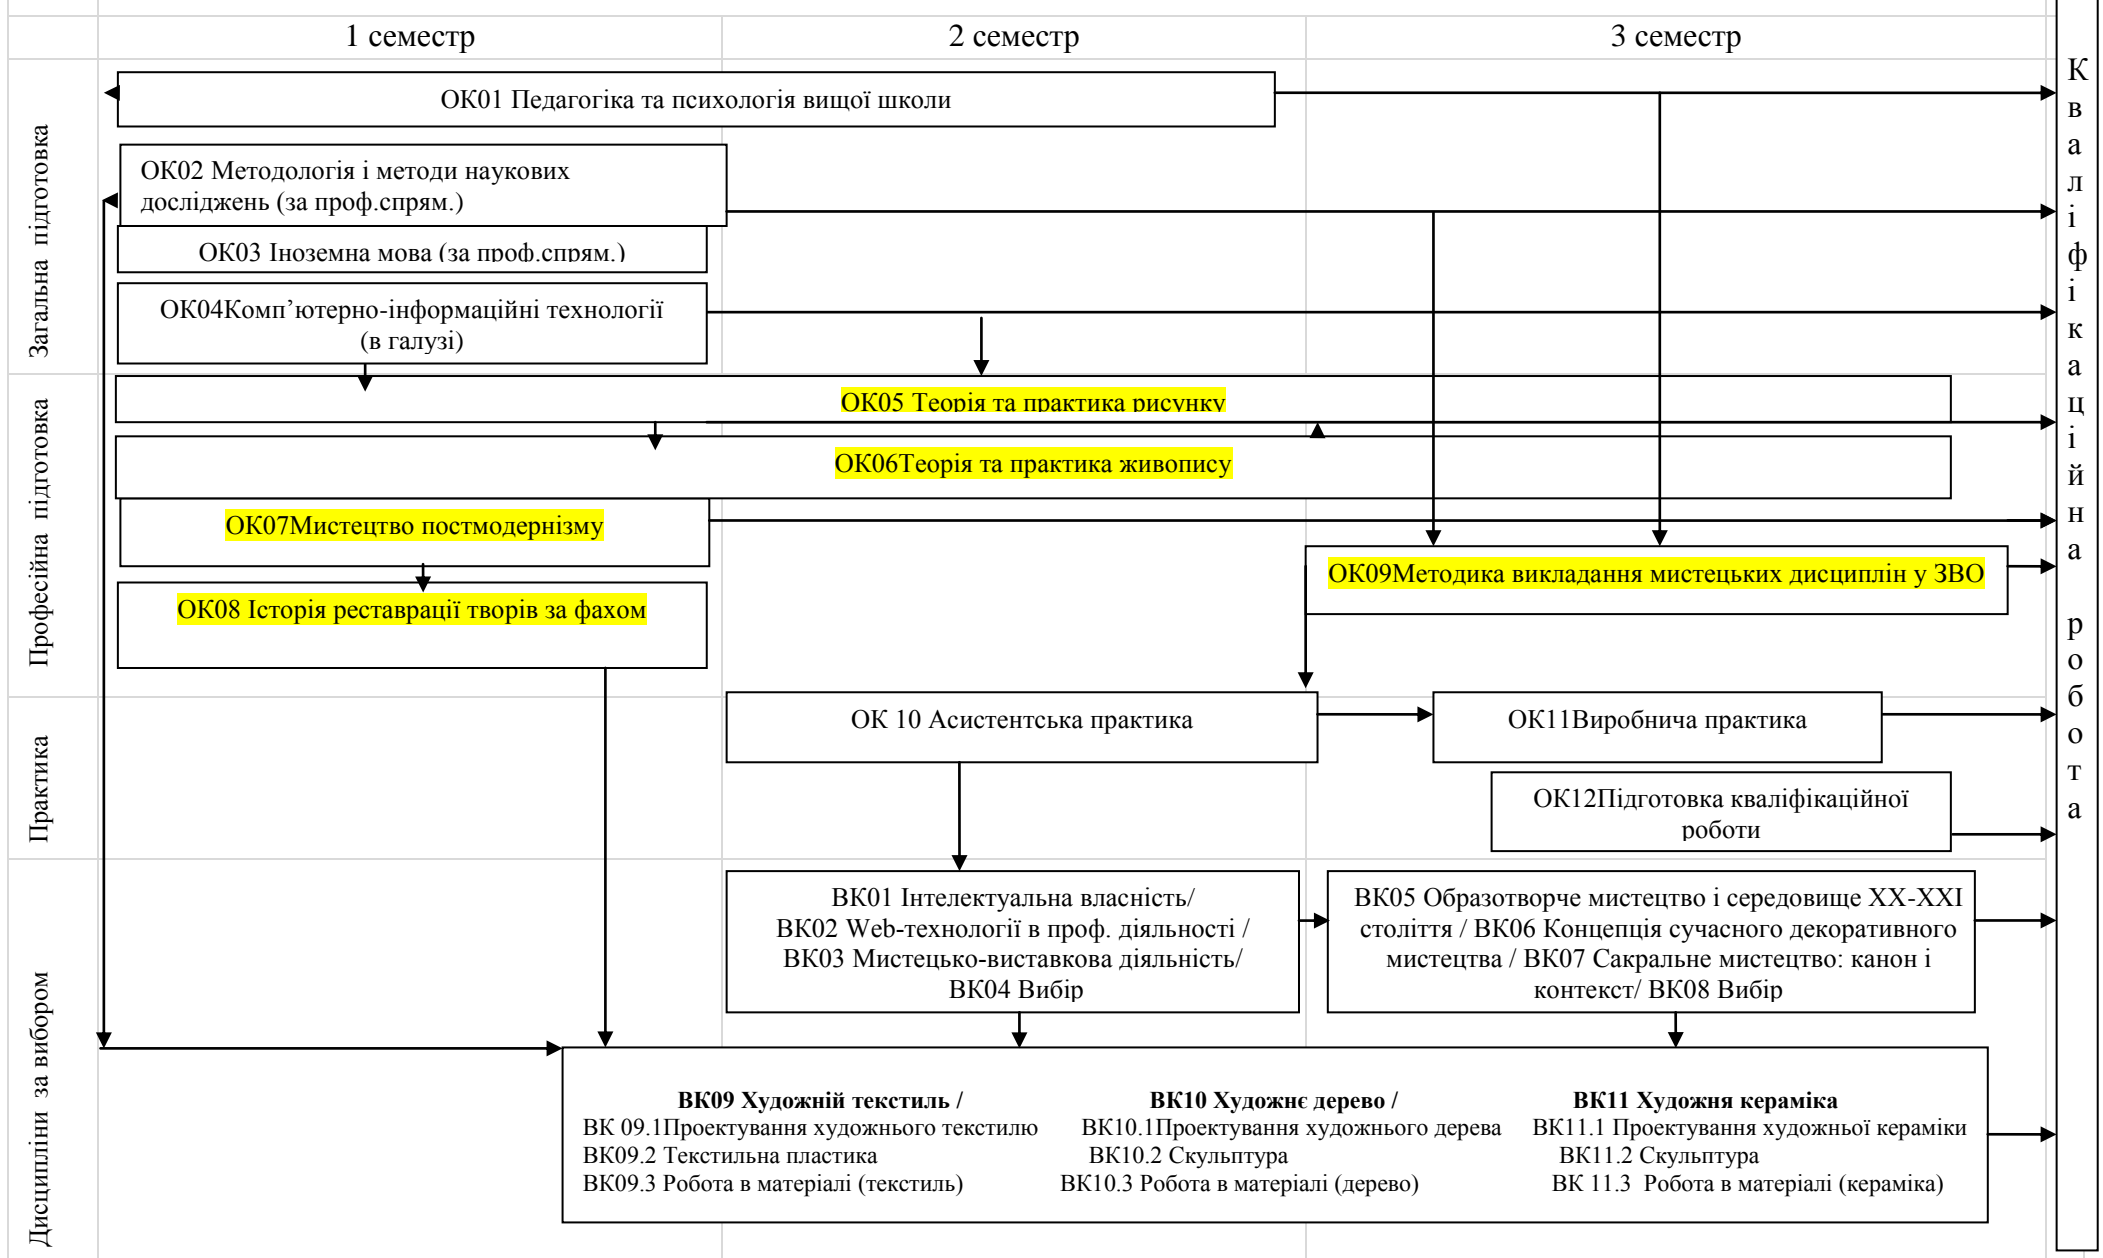 1 семестр
2 семестр
3 семестр
Загальна підготовка
ОК01 Педагогіка та психологія вищої школи
ОК02 Методологія і методи наукових
досліджень (за проф.спрям.)
ОК03 Іноземна мова (за проф.спрям.)
ОК04Комп’ютерно-інформаційні технології
(в галузі)
Професійна підготовка
ОК05 Теорія та практика рисунку
ОК06Теорія та практика живопису
ОК07Мистецтво постмодернізму
ОК08 Історія реставрації творів за фахом
ОК09Методика викладання мистецьких дисциплін у ЗВО
Практика
ОК 10 Асистентська практика
ОК11Виробнича практика
ОК12Підготовка кваліфікаційної
роботи
Дисципліни за вибором
ВК01 Інтелектуальна власність/
ВК02 Web-технології в проф. діяльності /
ВК03 Мистецько-виставкова діяльність/
ВК04 Вибір
ВК05 Образотворче мистецтво і середовище ХХ-ХХІ
століття / ВК06 Концепція сучасного декоративного
мистецтва / ВК07 Сакральне мистецтво: канон і
контекст/ ВК08 Вибір
ВК09 Художній текстиль /
ВК 09.1Проектування художнього текстилю
ВК09.2 Текстильна пластика
ВК09.3 Робота в матеріалі (текстиль)
ВК10 Художнє дерево /
ВК10.1Проектування художнього дерева
ВК10.2 Скульптура
ВК10.3 Робота в матеріалі (дерево)
ВК11 Художня кераміка
ВК11.1 Проектування художньої кераміки
ВК11.2 Скульптура
ВК 11.3 Робота в матеріалі (кераміка)
Кваліфікаційна робота